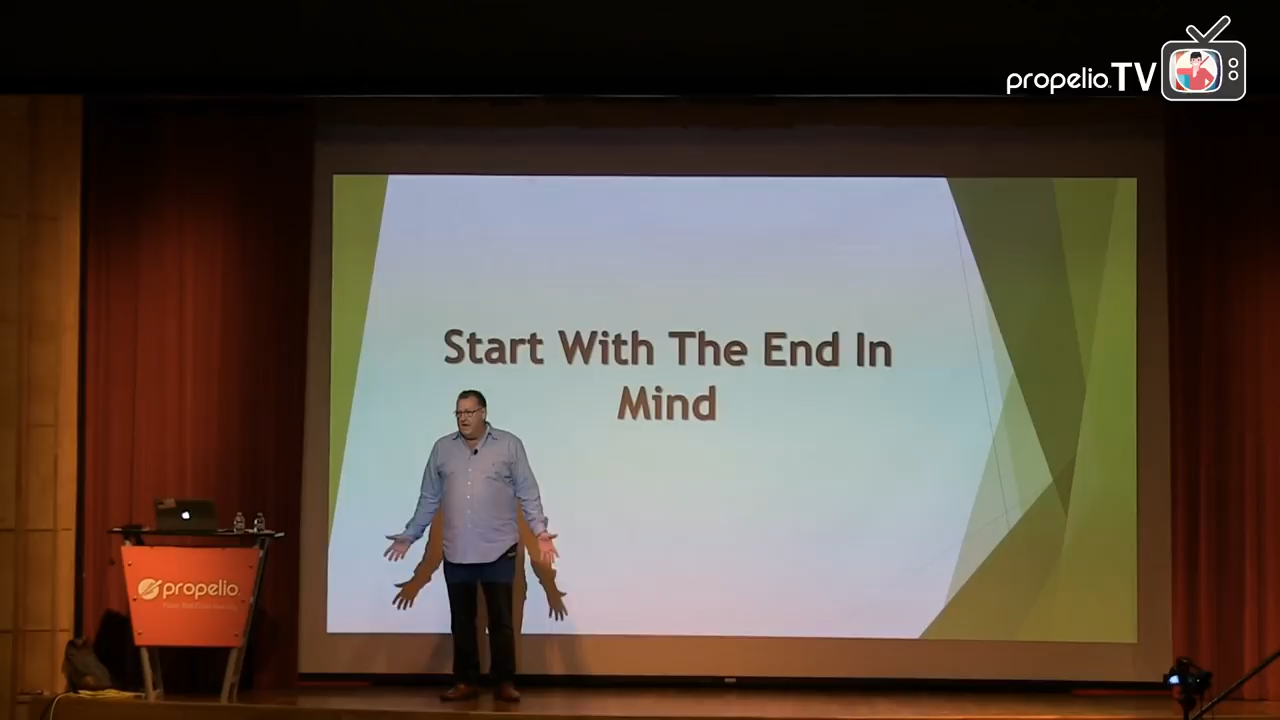 propelio TV
Start With The End In
Mind
propelio